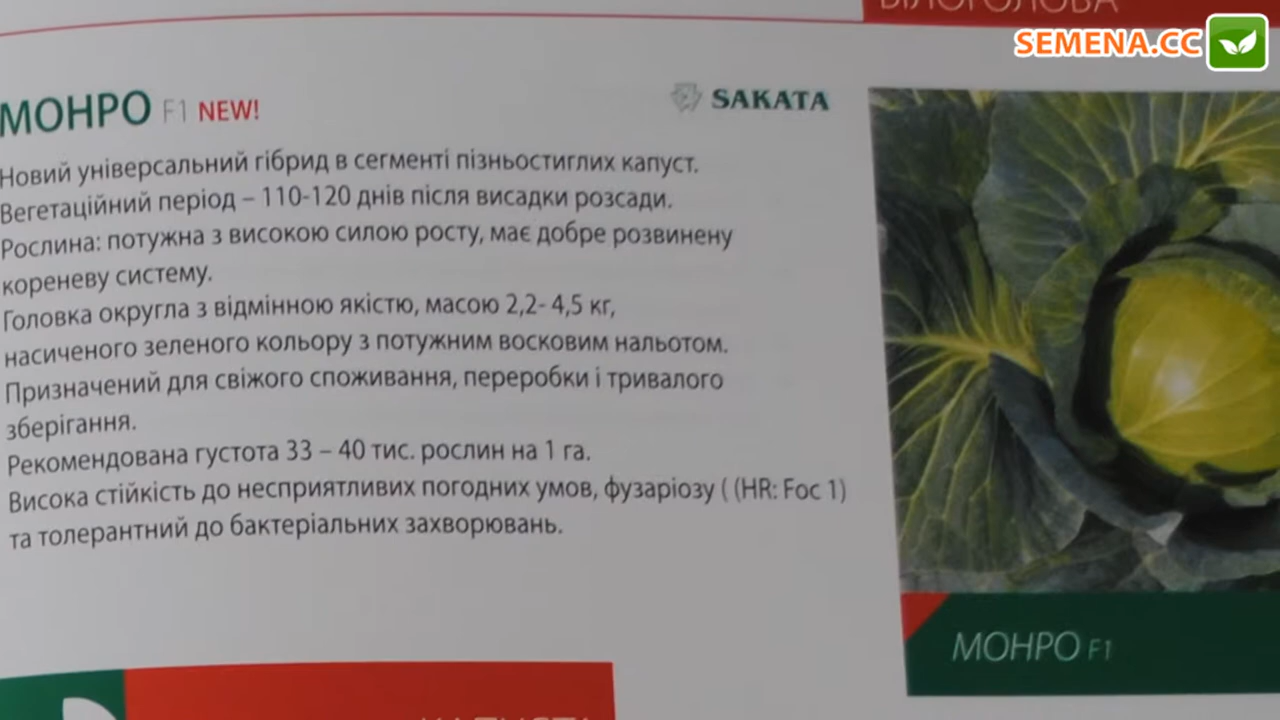 БІЛОГОЛОВА
SEMENA.CC
МОНРО F1 NEW!
SAKATA
Новий універсальний гібрид в сегменті пізньостиглих капуст.
Вегетаційний період – 110-120 днів після висадки розсади.
Рослина: потужна з високою силою росту, має добре розвинену
кореневу систему.
Головка округла з відмінною якістю, масою 2,2- 4,5 кг,
насиченого зеленого кольору з потужним восковим нальотом.
Призначений для свіжого споживання, переробки і тривалого
зберігання.
Рекомендована густота 33 – 40 тис. рослин на 1 га.
Висока стійкість до несприятливих погодних умов, фузаріозу ( (HR: Foc 1)
та толерантний до бактеріальних захворювань.
МОНРО F1